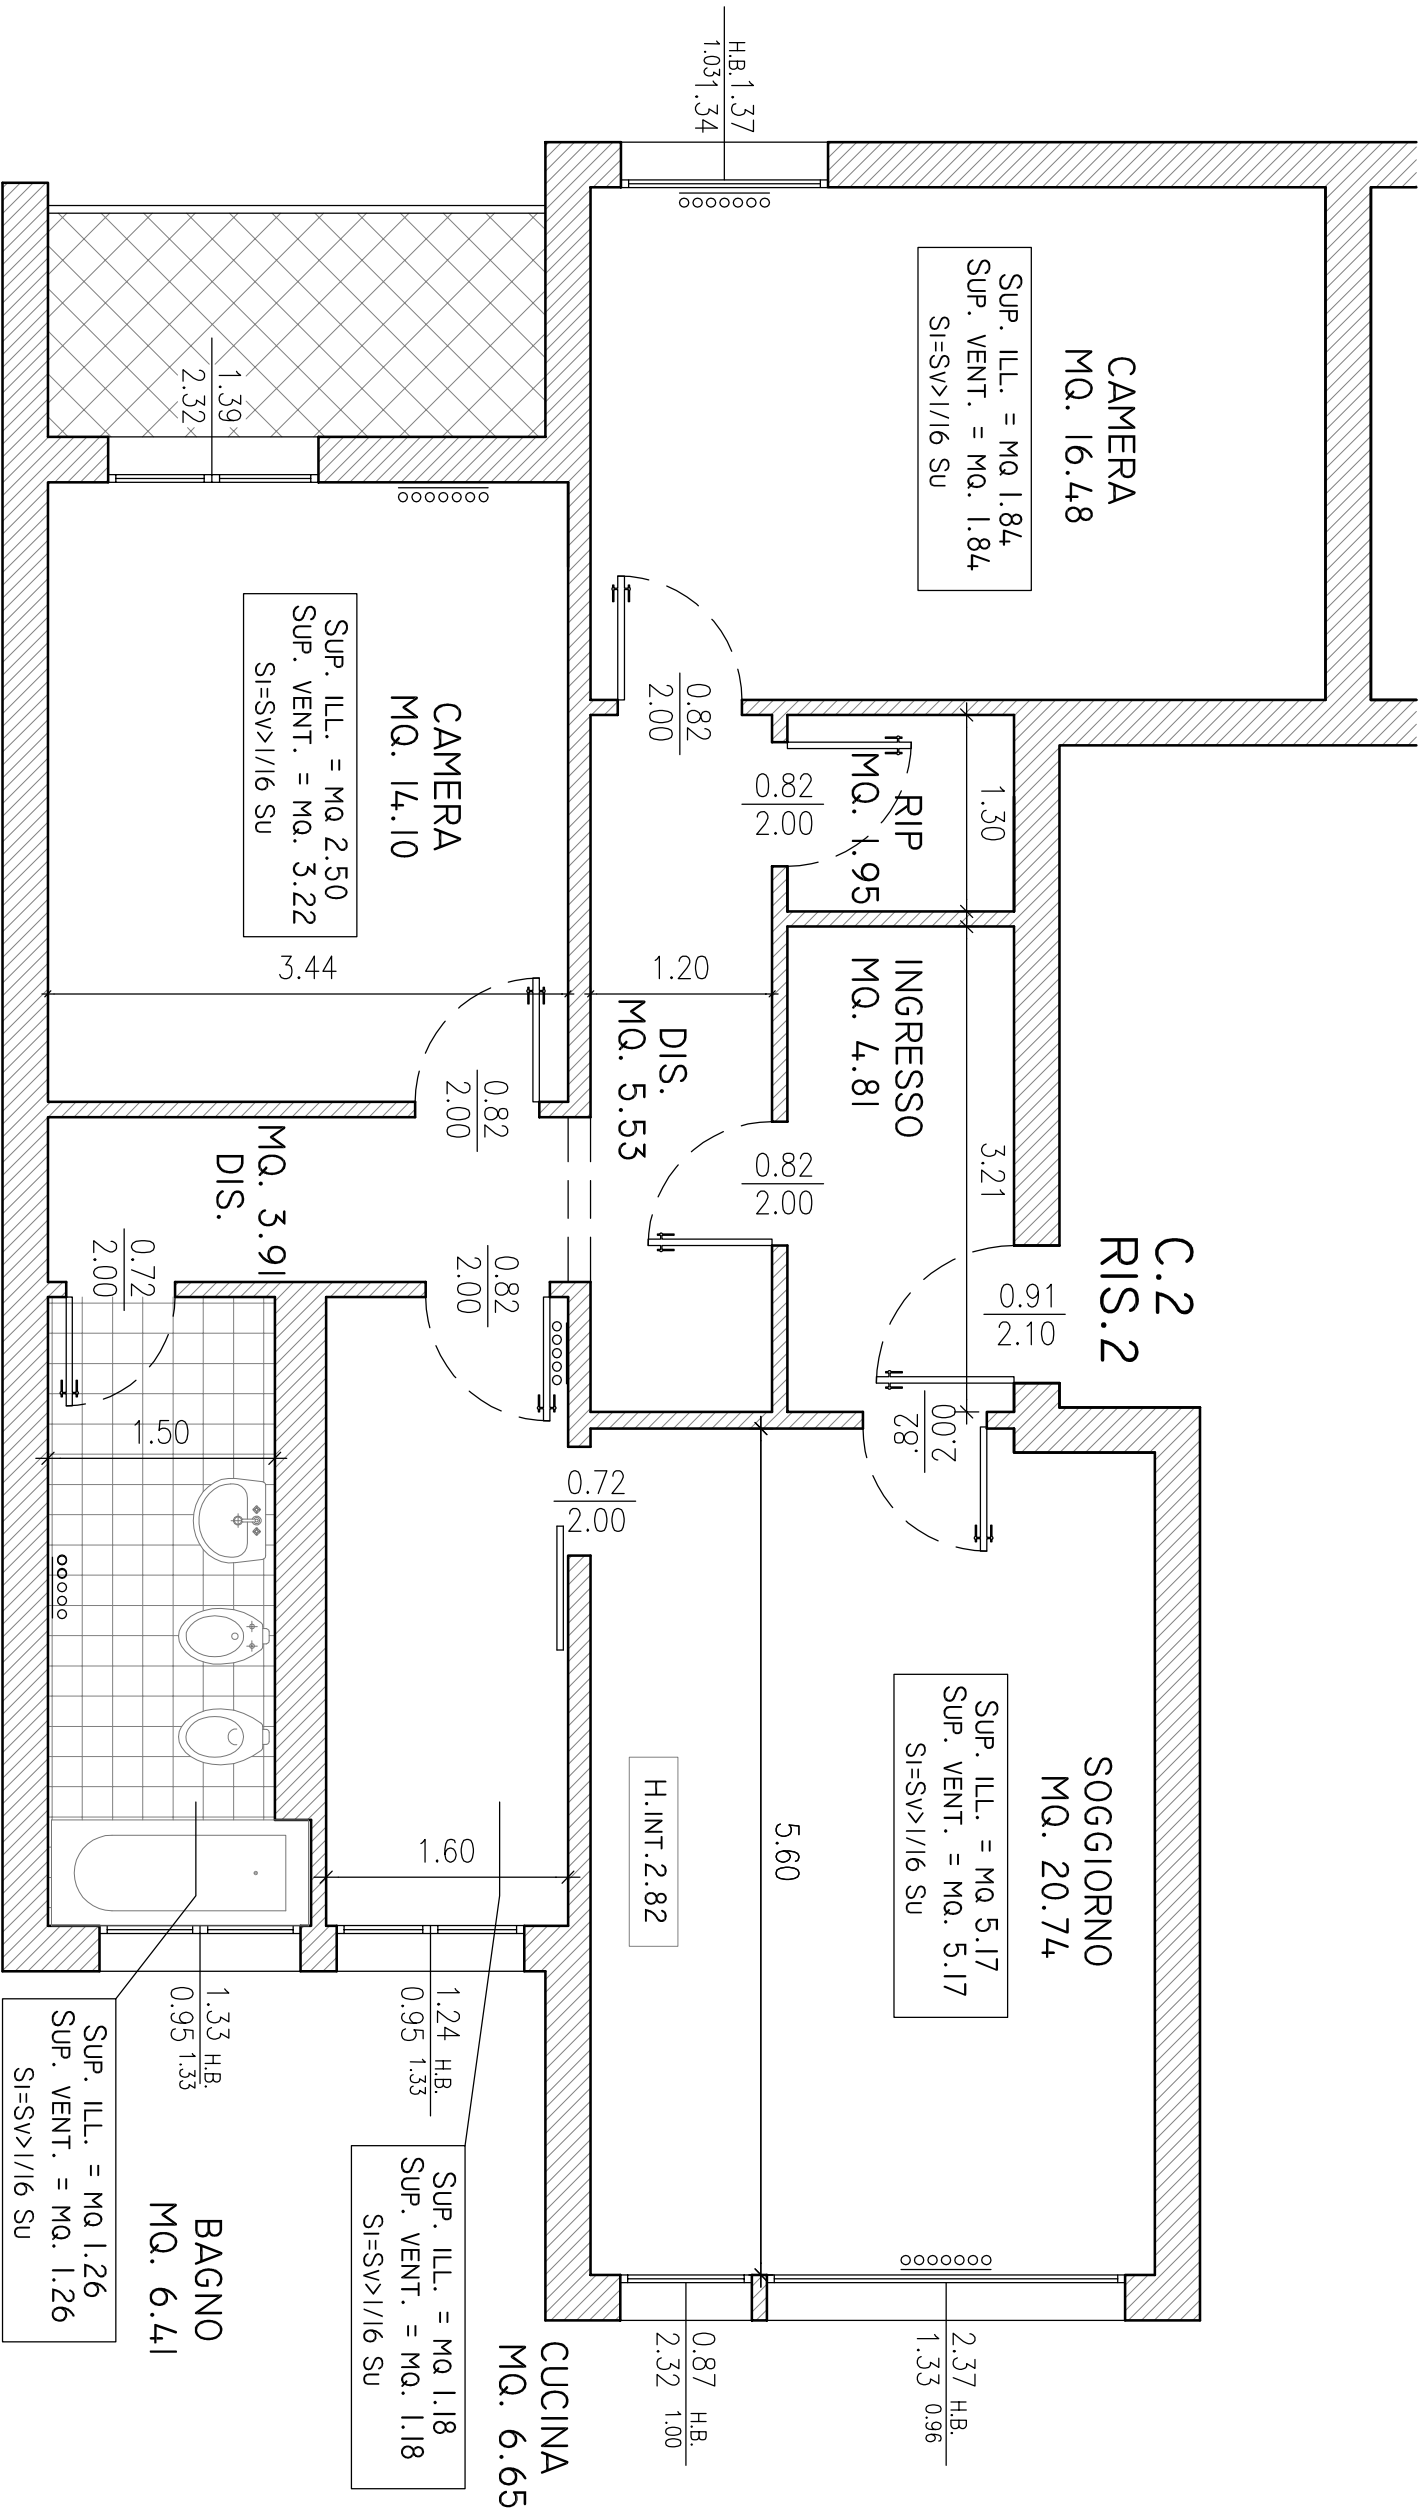 C.2
RIS.2
CAMERA
MQ. 16.48
SUP. ILL. = MQ 1.84
SUP. VENT. = MQ. 1.84
SI=SV>1/16 SU
H.B. 1.37
1.03 1.34
0.82
2.00
RIP
MQ. 1.95
1.30
0.82
2.00
INGRESSO
MQ. 4.81
3.21
0.91
2.10
0.82
2.00
DIS.
MQ. 5.53
1.20
.82
2.00
SOGGIORNO
MQ. 20.74
SUP. ILL. = MQ 5.17
SUP. VENT. = MQ. 5.17
SI=SV>1/16 SU
5.60
H.INT.2.82
2.37 H.B.
1.33 0.96
0.87 H.B.
2.32 1.00
CAMERA
MQ. 14.10
SUP. ILL. = MQ 2.50
SUP. VENT. = MQ. 3.22
SI=SV>1/16 SU
1.39
2.32
3.44
0.82
2.00
MQ. 3.91
DIS.
0.82
2.00
0.72
2.00
0.72
2.00
1.50
1.60
CUCINA
MQ. 6.65
SUP. ILL. = MQ 1.18
SUP. VENT. = MQ. 1.18
SI=SV>1/16 SU
1.24 H.B.
0.95 1.33
BAGNO
MQ. 6.41
1.33 H.B.
0.95 1.33
SUP. ILL. = MQ 1.26
SUP. VENT. = MQ. 1.26
SI=SV>1/16 SU